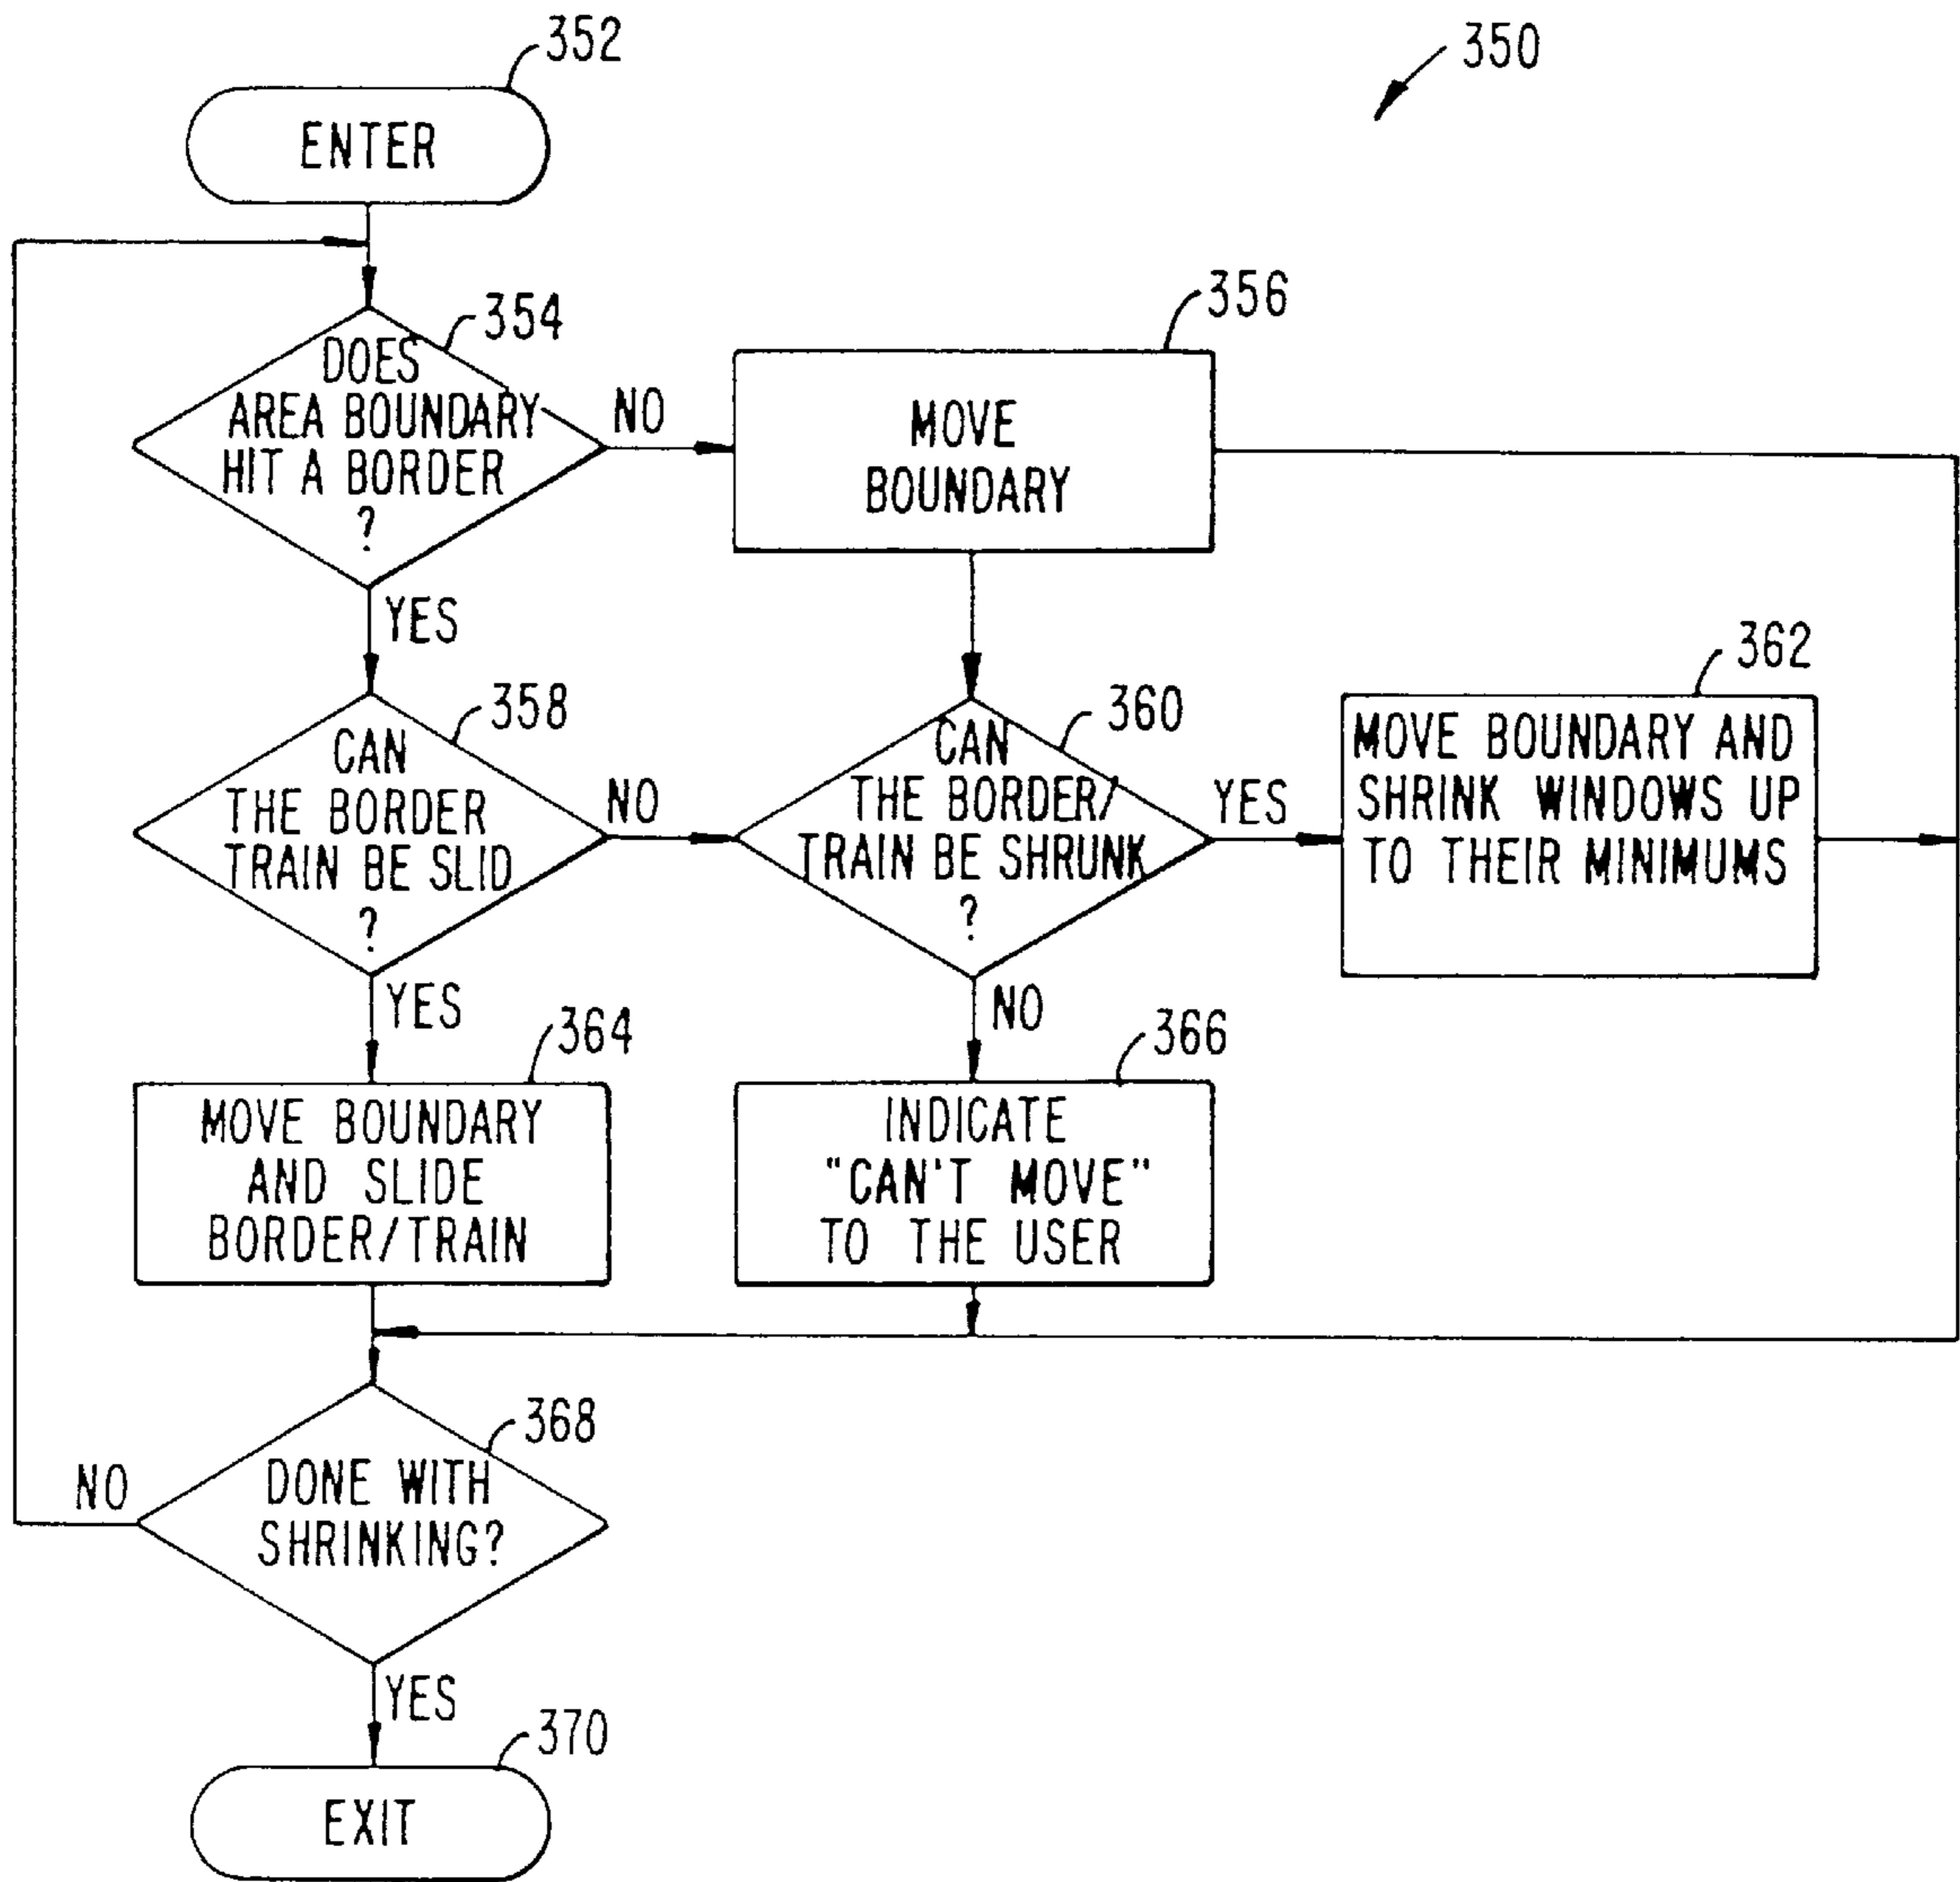 352
350
ENTER
354
DOES
AREA BOUNDARY
HIT A BORDER
?
NO
356
MOVE
BOUNDARY
YES
358
CAN
THE BORDER
TRAIN BE SLID
?
NO
360
CAN
THE BORDER/
TRAIN BE SHRUNK
?
YES
362
MOVE BOUNDARY AND
SHRINK WINDOWS UP
TO THEIR MINIMUMS
YES
364
MOVE BOUNDARY
AND SLIDE
BORDER/TRAIN
NO
366
INDICATE
"CAN'T MOVE"
TO THE USER
368
DONE WITH
SHRINKING?
NO
YES
370
EXIT